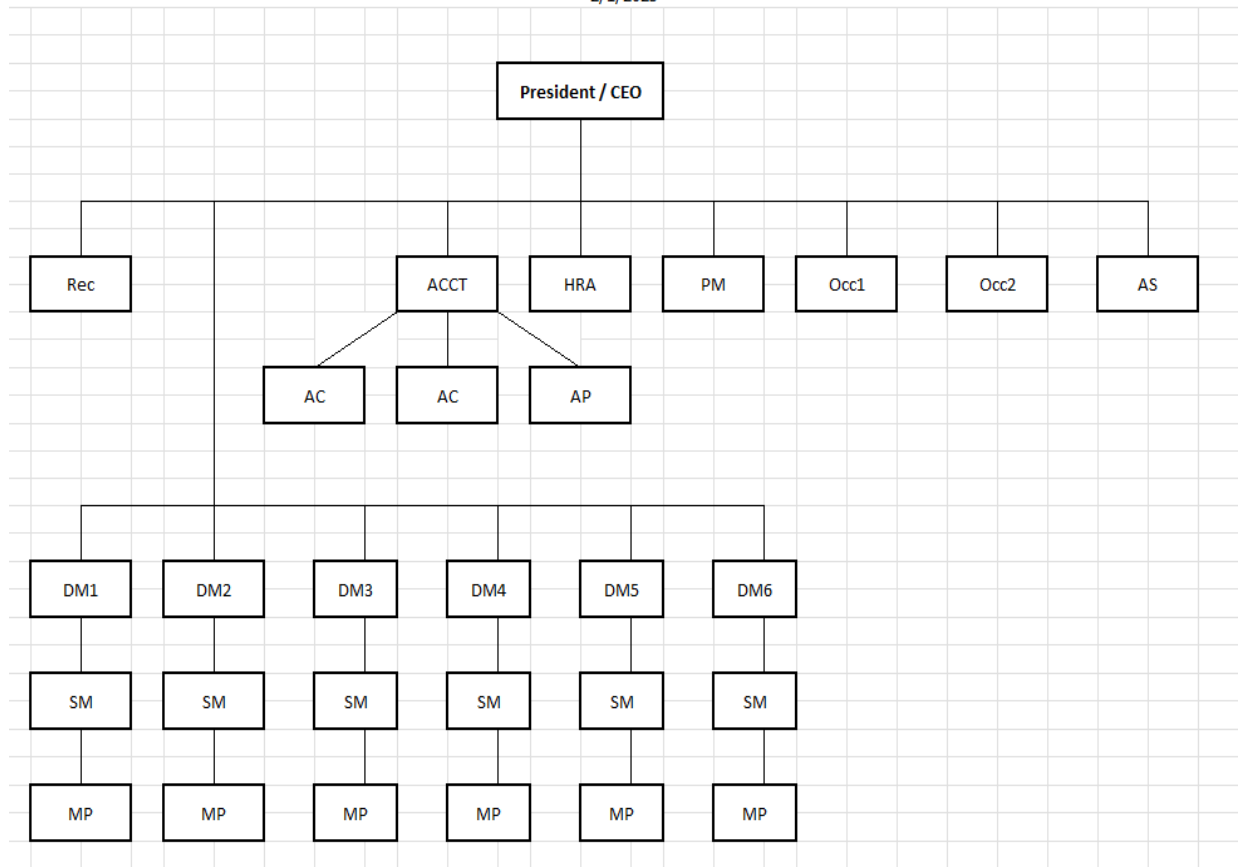 President / CEO
Rec
ACCT
HRA
PM
Occ1
Occ2
AS
AC
AC
AP
DM1
DM2
DM3
DM4
DM5
DM6
SM
SM
SM
SM
SM
SM
MP
MP
MP
MP
MP
MP